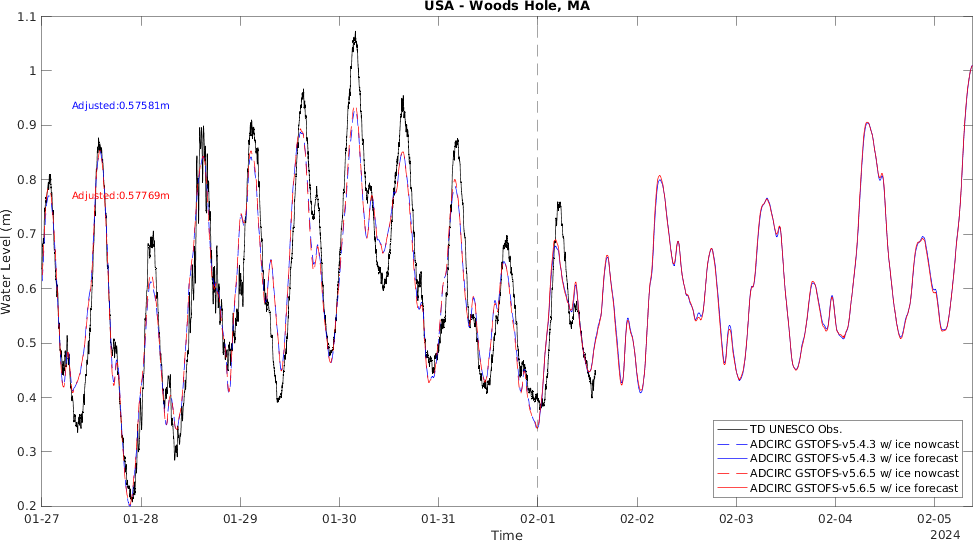 USA - Woods Hole, MA
1.1
1
0.9
0.8
0.7
0.6
0.5
0.4
0.3
0.2
Water Level (m)
Adjusted:0.57581m
Adjusted:0.57769m
TD UNESCO Obs.
ADCIRC GSTOFS-v5.4.3 w/ ice nowcast
ADCIRC GSTOFS-v5.4.3 w/ ice forecast
ADCIRC GSTOFS-v5.6.5 w/ ice nowcast
ADCIRC GSTOFS-v5.6.5 w/ ice forecast
01-27 01-28 01-29 01-30 01-31 02-01 02-02 02-03 02-04 02-05
Time 2024